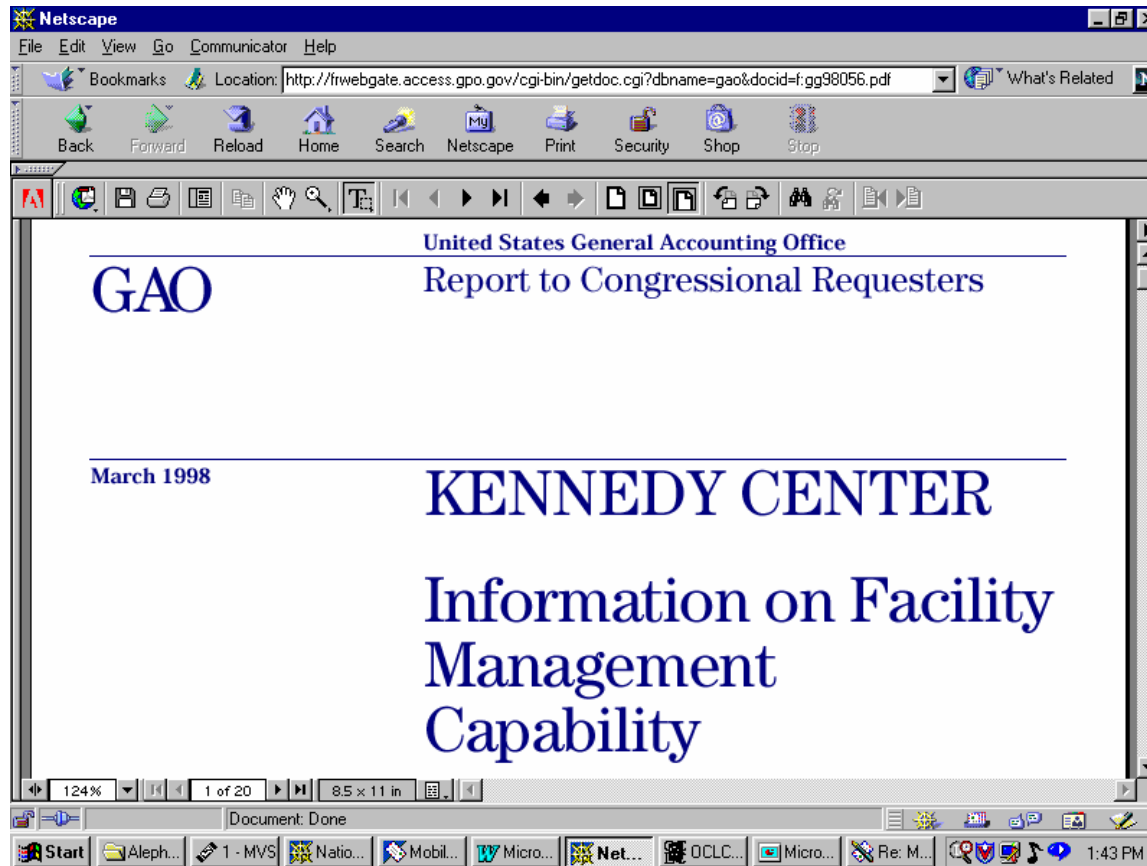 Netscape
File Edit View Go Communicator Help
Bookmarks Location: http://frwebgate.access.gpo.gov/cgi-bin/getdoc.cgi?dbname=gao&docid=f:gg98056.pdf What's Related N
Back Forward Reload Home Search Netscape Print Security Shop Stop
My
United States General Accounting Office
GAO Report to Congressional Requesters
March 1998 KENNEDY CENTER
Information on Facility
Management
Capability
124% 1 of 20 8.5 × 11 in
Document: Done
Start Aleph... 1 - MVS Natio... Mobil... Micro... Net... OCLC... Micro... Re: M... 1:43 PM